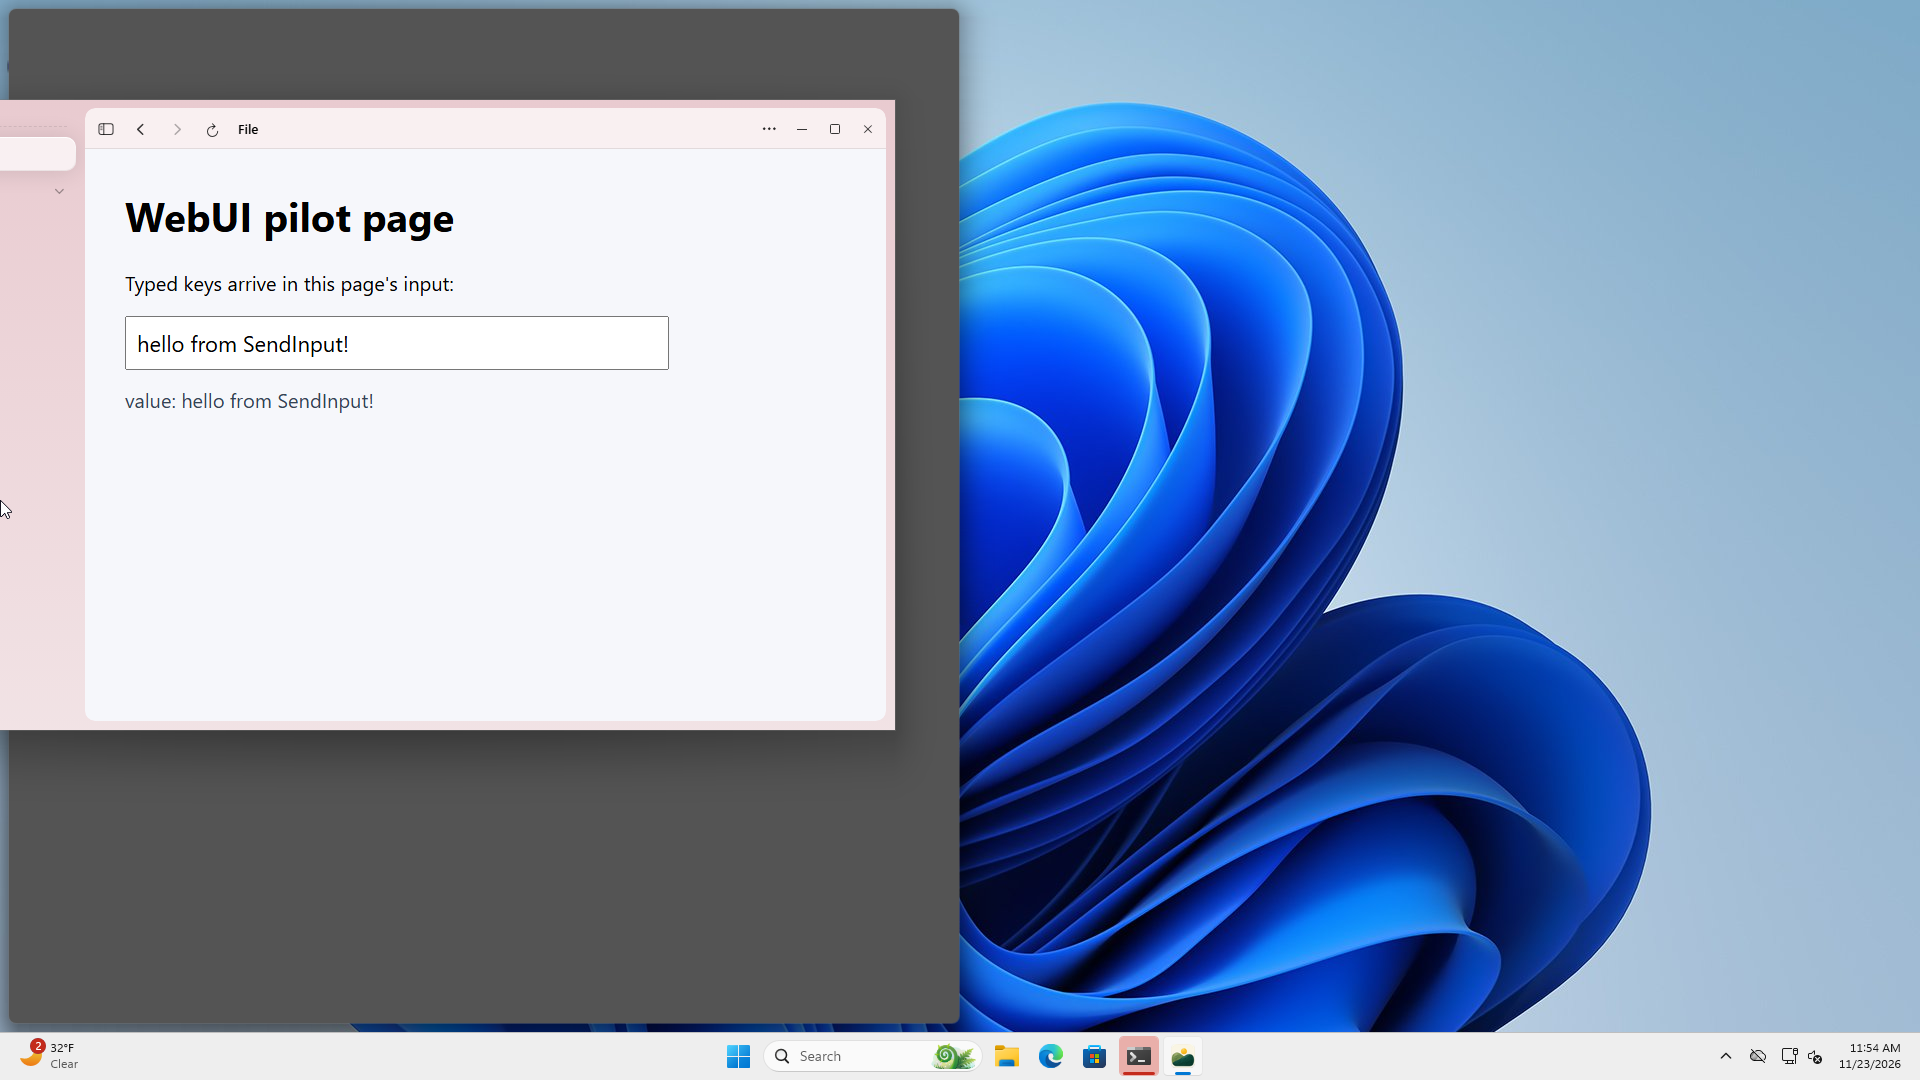 File
WebUI pilot page
Typed keys arrive in this page's input:
hello from SendInput!
value: hello from SendInput!
2
32°F
Clear
Search
11:54 AM
11/23/2026